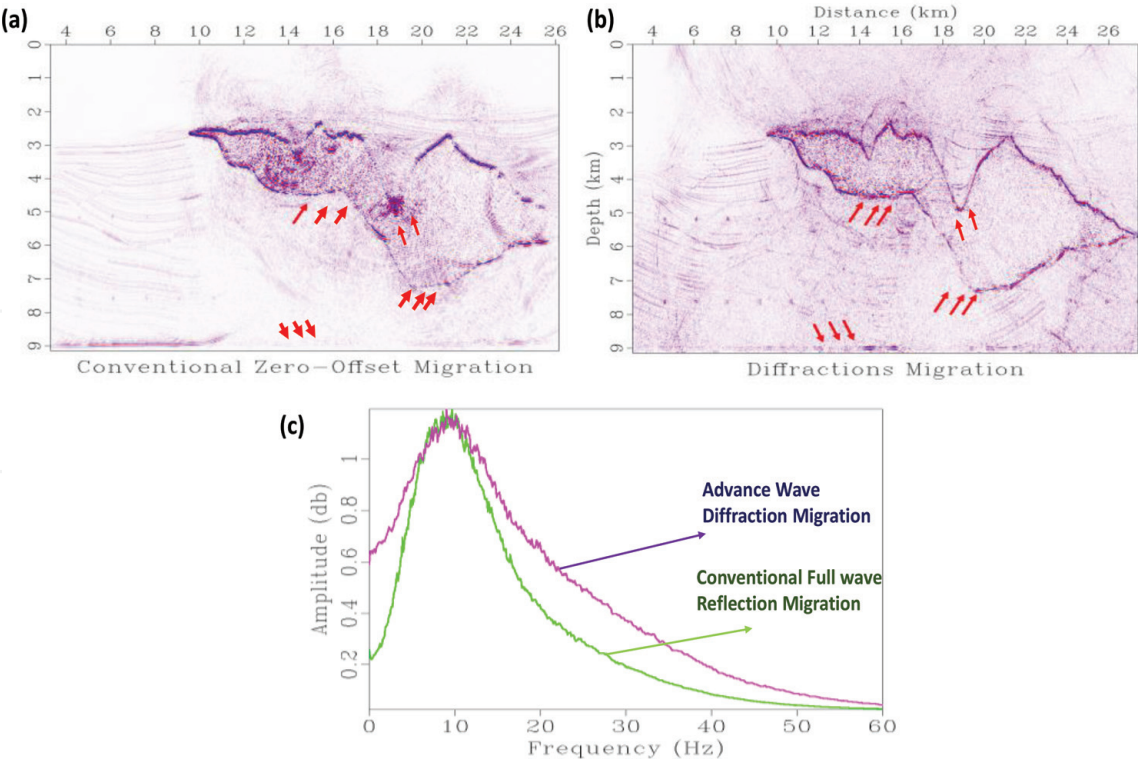 (a)
4 6 8 10 12 14 16 18 20 22 24 26
0
1
2
3
4
5
6
7
8
9
Conventional Zero-Offset Migration
(b)
Distance (km)
4 6 8 10 12 14 16 18 20 22 24 26
Depth (km)
0
1
2
3
4
5
6
7
8
9
Diffractions Migration
(c)
Amplitude (db)
1
0.8
0.6
0.4
0.2
Advance Wave
Diffraction Migration
Conventional Full wave
Reflection Migration
0 10 20 30 40 50 60
Frequency (Hz)